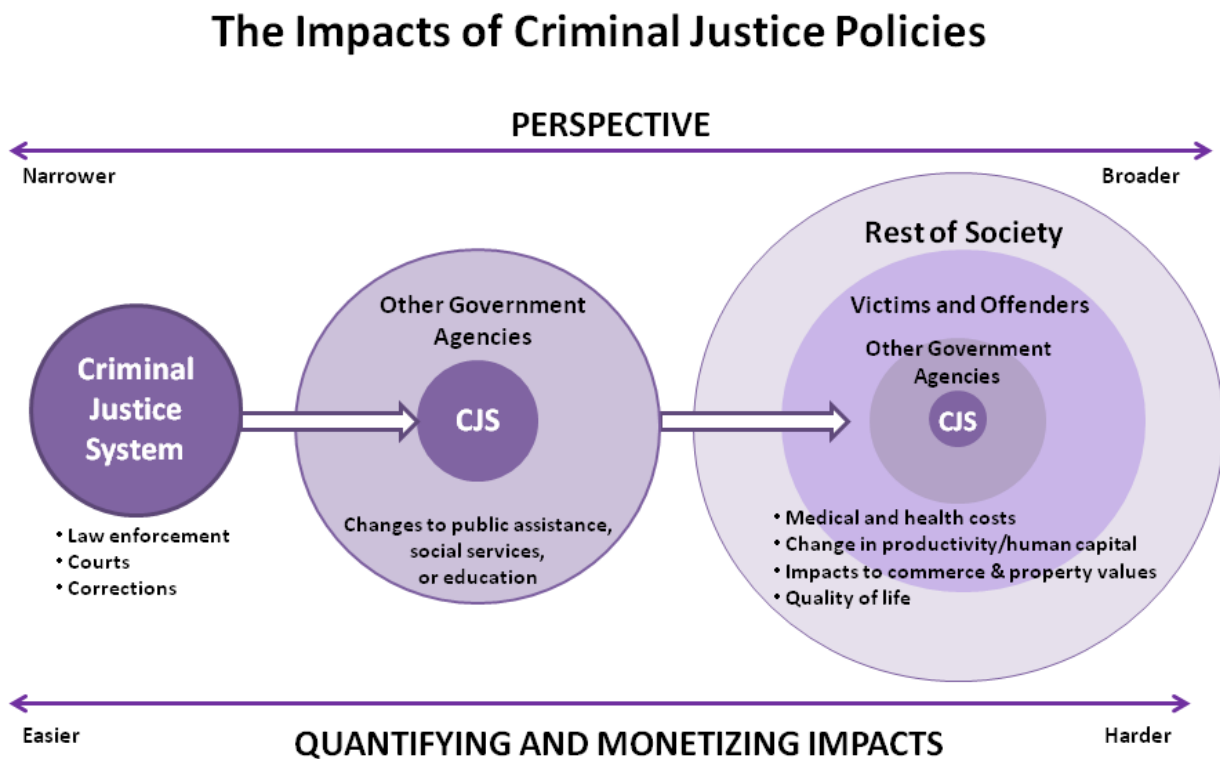 The Impacts of Criminal Justice Policies
PERSPECTIVE
Narrower
Broader
Criminal
Justice
System
• Law enforcement
• Courts
• Corrections
Other Government
Agencies
CJS
Changes to public assistance,
social services,
or education
Rest of Society
Victims and Offenders
Other Government
Agencies
CJS
• Medical and health costs
• Change in productivity/human capital
• Impacts to commerce & property values
• Quality of life
Easier
Harder
QUANTIFYING AND MONETIZING IMPACTS